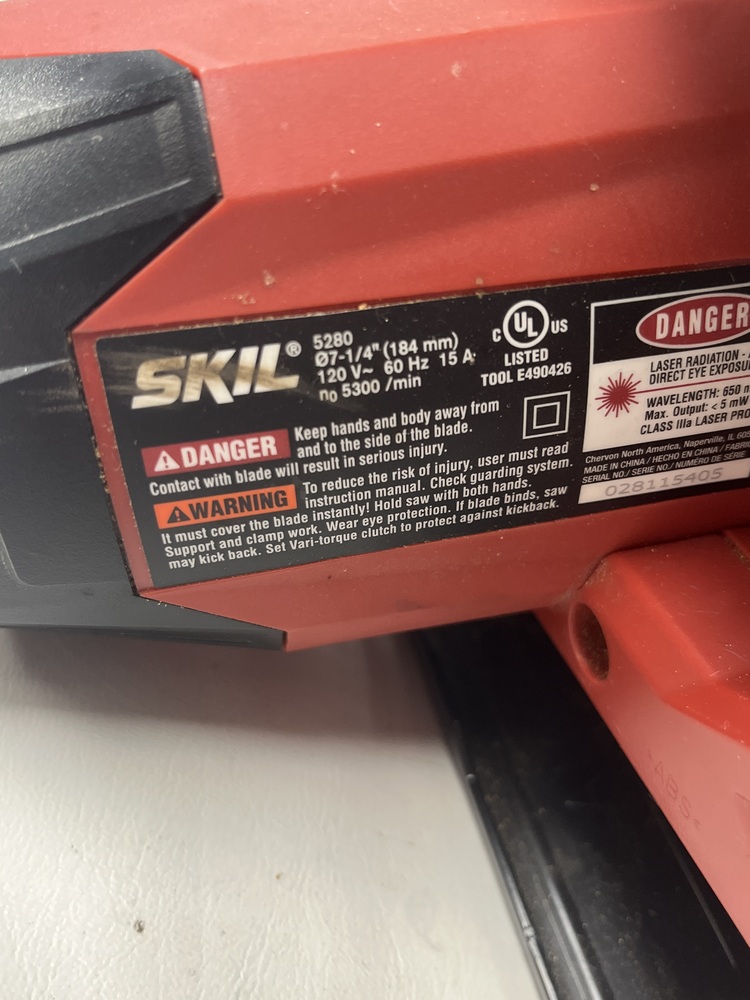 SKIL®
5280
Ø7-1/4" (184 mm)
120 V~ 60 Hz 15 A
no 5300 /min
C UL US
LISTED
TOOL E490426
DANGER
Keep hands and body away from
and to the side of the blade.
Contact with blade will result in serious injury.
WARNING
To reduce the risk of injury, user must read
instruction manual. Check guarding system.
It must cover the blade instantly! Hold saw with both hands.
Support and clamp work. Wear eye protection. If blade binds, saw
may kick back. Set Vari-torque clutch to protect against kickback.
DANGER
LASER RADIATION -
DIRECT EYE
WAVELENGTH: 650
Max. Output: < 5 mW
CLASS IIIa LASER
Chervon North America, Naperville, IL
MADE IN CHINA / HECHO EN CHINA /
SERIAL NO./ SERIE NO./ NUMÉRO DE SÉRIE
028115405
>ABS<